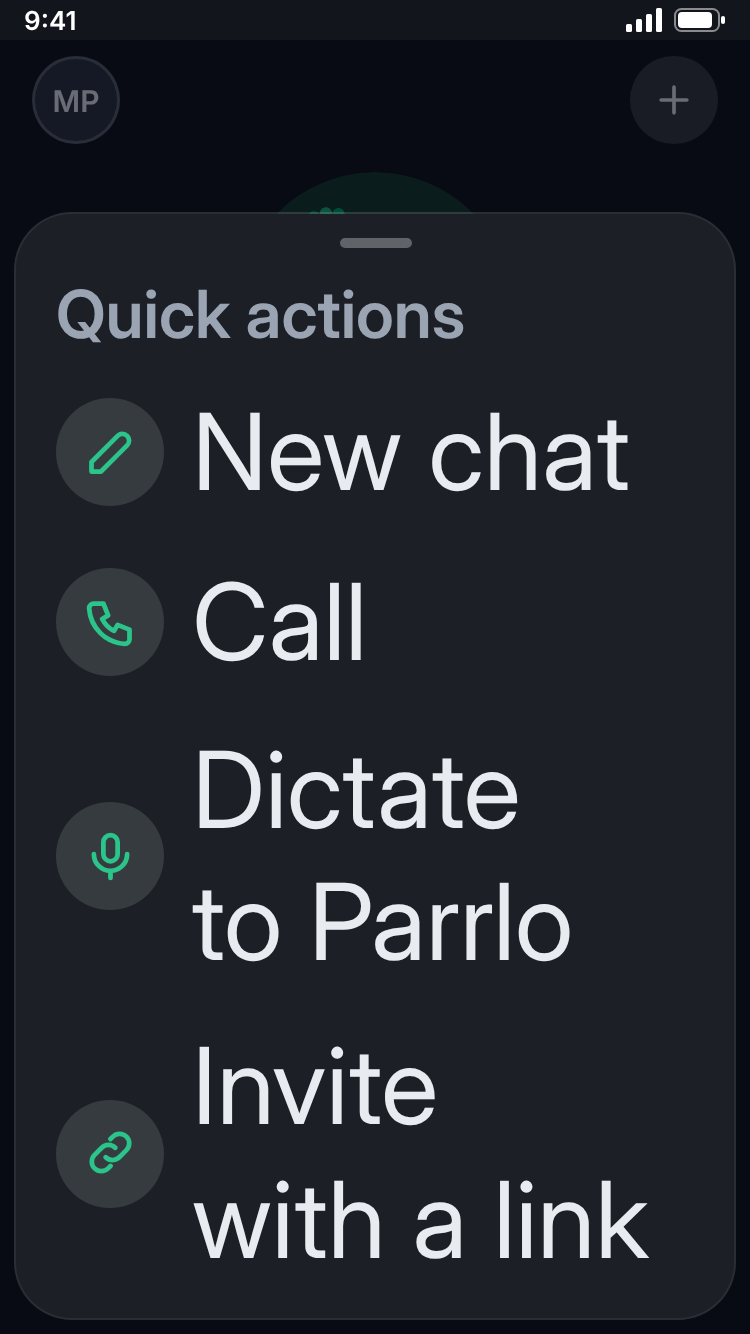 9:41
MP
Quick actions
New chat
Call
Dictate
to Parrlo
Invite
with a link